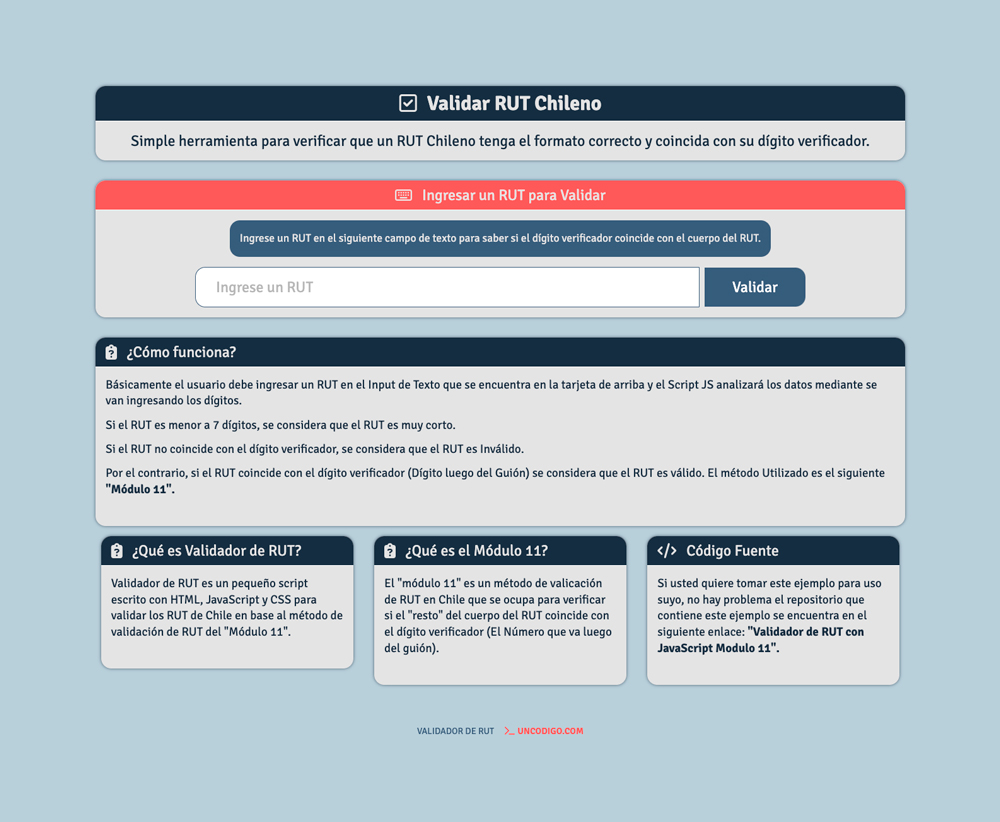 Validar RUT Chileno
Simple herramienta para verificar que un RUT Chileno tenga el formato correcto y coincida con su dígito verificador.
Ingresar un RUT para Validar
Ingrese un RUT en el siguiente campo de texto para saber si el dígito verificador coincide con el cuerpo del RUT.
Ingrese un RUT
Validar
¿Cómo funciona?
Básicamente el usuario debe ingresar un RUT en el Input de Texto que se encuentra en la tarjeta de arriba y el Script JS analizará los datos mediante se
van ingresando los dígitos.
Si el RUT es menor a 7 dígitos, se considera que el RUT es muy corto.
Si el RUT no coincide con el dígito verificador, se considera que el RUT es Inválido.
Por el contrario, si el RUT coincide con el dígito verificador (Dígito luego del Guión) se considera que el RUT es válido. El método Utilizado es el siguiente
"Módulo 11".
¿Qué es Validador de RUT?
Validador de RUT es un pequeño script
escrito con HTML, JavaScript y CSS para
validar los RUT de Chile en base al método de
validación de RUT del "Módulo 11".
¿Qué es el Módulo 11?
El "módulo 11" es un método de valicación
de RUT en Chile que se ocupa para verificar
si el "resto" del cuerpo del RUT coincide con
el dígito verificador (El Número que va luego
del guión).
Código Fuente
Si usted quiere tomar este ejemplo para uso
suyo, no hay problema el repositorio que
contiene este ejemplo se encuentra en el
siguiente enlace: "Validador de RUT con
JavaScript Modulo 11".
VALIDADOR DE RUT >_ UNCODIGO.COM